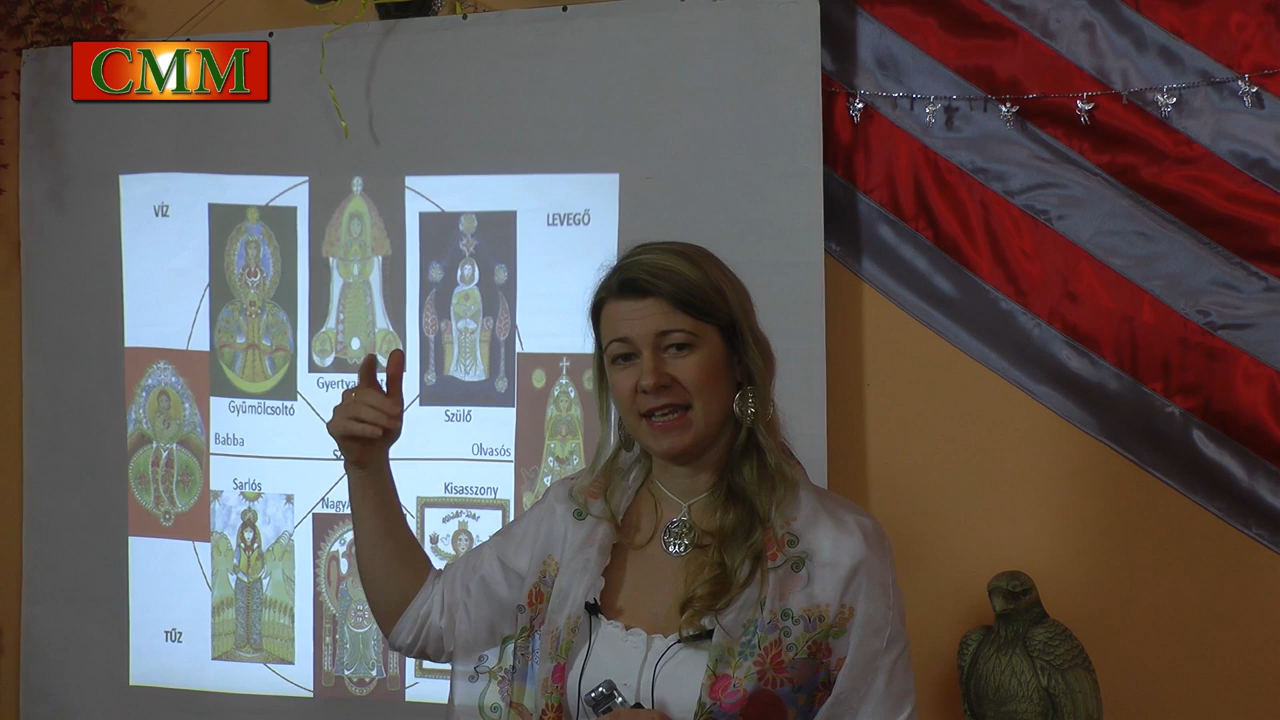 CMM
VÍZ
LEVEGŐ
Gyümölcsoltó
Szülő
Babba
Olvasós
Sarlós
Kisasszony
TŰZ